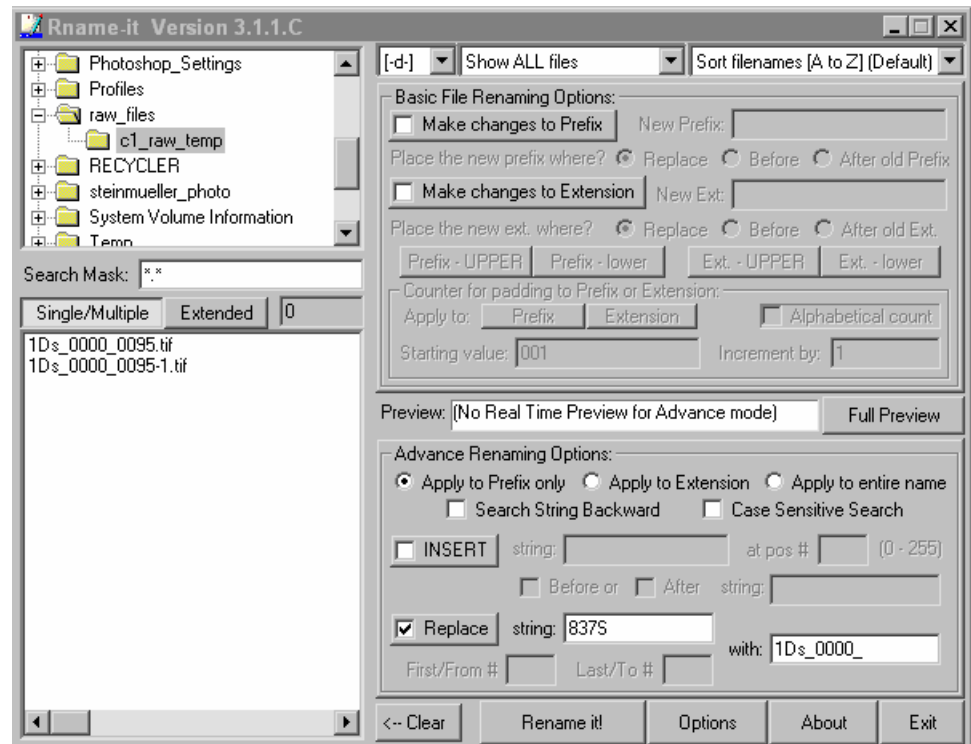 Rname-it Version 3.1.1.C
Photoshop_Settings
Profiles
raw_files
c1_raw_temp
RECYCLER
steinmueller_photo
System Volume Information
Temp
Search Mask: *.*
Single/Multiple Extended 0
1Ds_0000_0095.tif
1Ds_0000_0095-1.tif
[-d-] Show ALL files Sort filenames [A to Z] (Default)
Basic File Renaming Options:
Make changes to Prefix New Prefix:
Place the new prefix where? Replace Before After old Prefix
Make changes to Extension New Ext:
Place the new ext. where? Replace Before After old Ext.
Prefix - UPPER Prefix - lower Ext. - UPPER Ext. - lower
Counter for padding to Prefix or Extension:
Apply to: Prefix Extension Alphabetical count
Starting value: 001 Increment by: 1
Preview: (No Real Time Preview for Advance mode) Full Preview
Advance Renaming Options:
Apply to Prefix only Apply to Extension Apply to entire name
Search String Backward Case Sensitive Search
INSERT string: at pos # (0 - 255)
Before or After string:
Replace string: 837S with: 1Ds_0000_
First/From # Last/To #
<-- Clear Rename it! Options About Exit